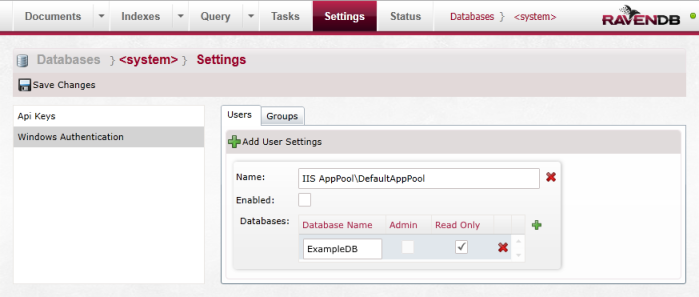 Documents Indexes Query Tasks Settings Status Databases } <system> } RAVENDB
Databases } <system> } Settings
Save Changes
Api Keys
Windows Authentication
Users Groups
Add User Settings
Name: IIS AppPool\DefaultAppPool
Enabled:
Databases: Database Name Admin Read Only
ExampleDB